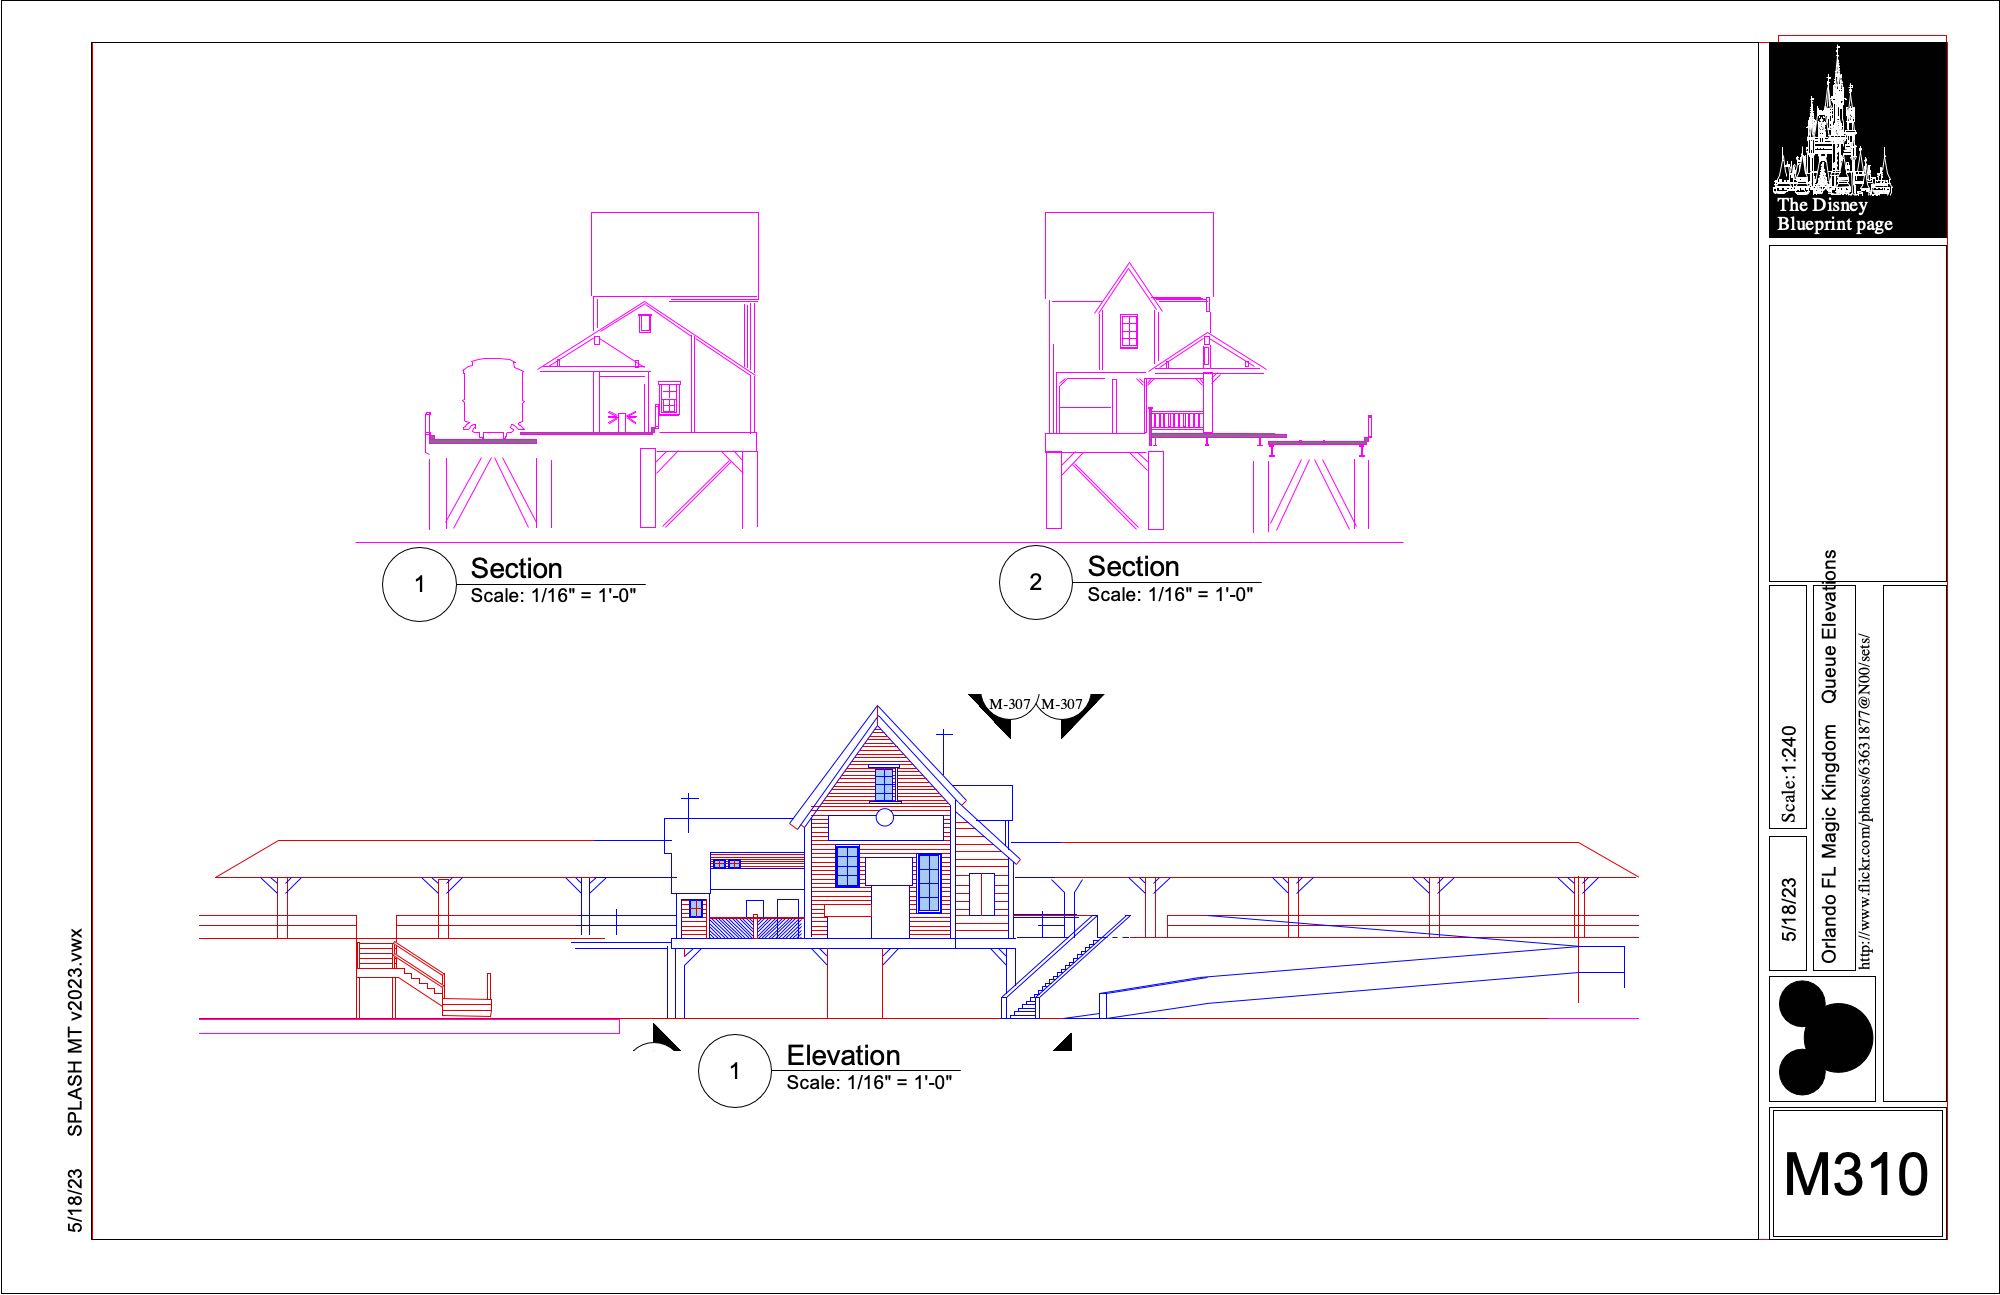 The Disney
Blueprint page
1
Section
Scale: 1/16" = 1'-0"
2
Section
Scale: 1/16" = 1'-0"
M-307
M-307
1
Elevation
Scale: 1/16" = 1'-0"
5/18/23 SPLASH MT v2023.vwx
Scale:1:240
5/18/23
Orlando FL Magic Kingdom Queue Elevations
http://www.flickr.com/photos/63631877@N00/sets/
M310